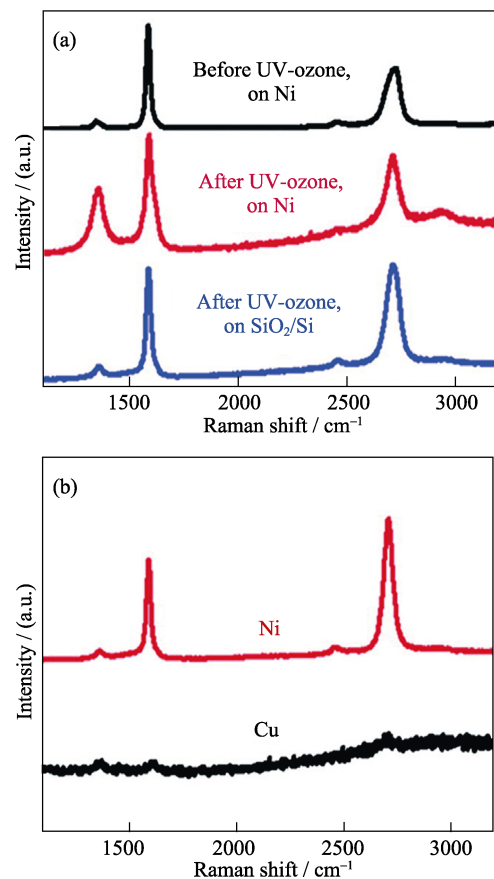 (a)
Before UV-ozone,
on Ni
After UV-ozone,
on Ni
After UV-ozone,
on SiO₂/Si
Intensity / (a.u.)
1500 2000 2500 3000
Raman shift / cm⁻¹
(b)
Ni
Cu
Intensity / (a.u.)
1500 2000 2500 3000
Raman shift / cm⁻¹